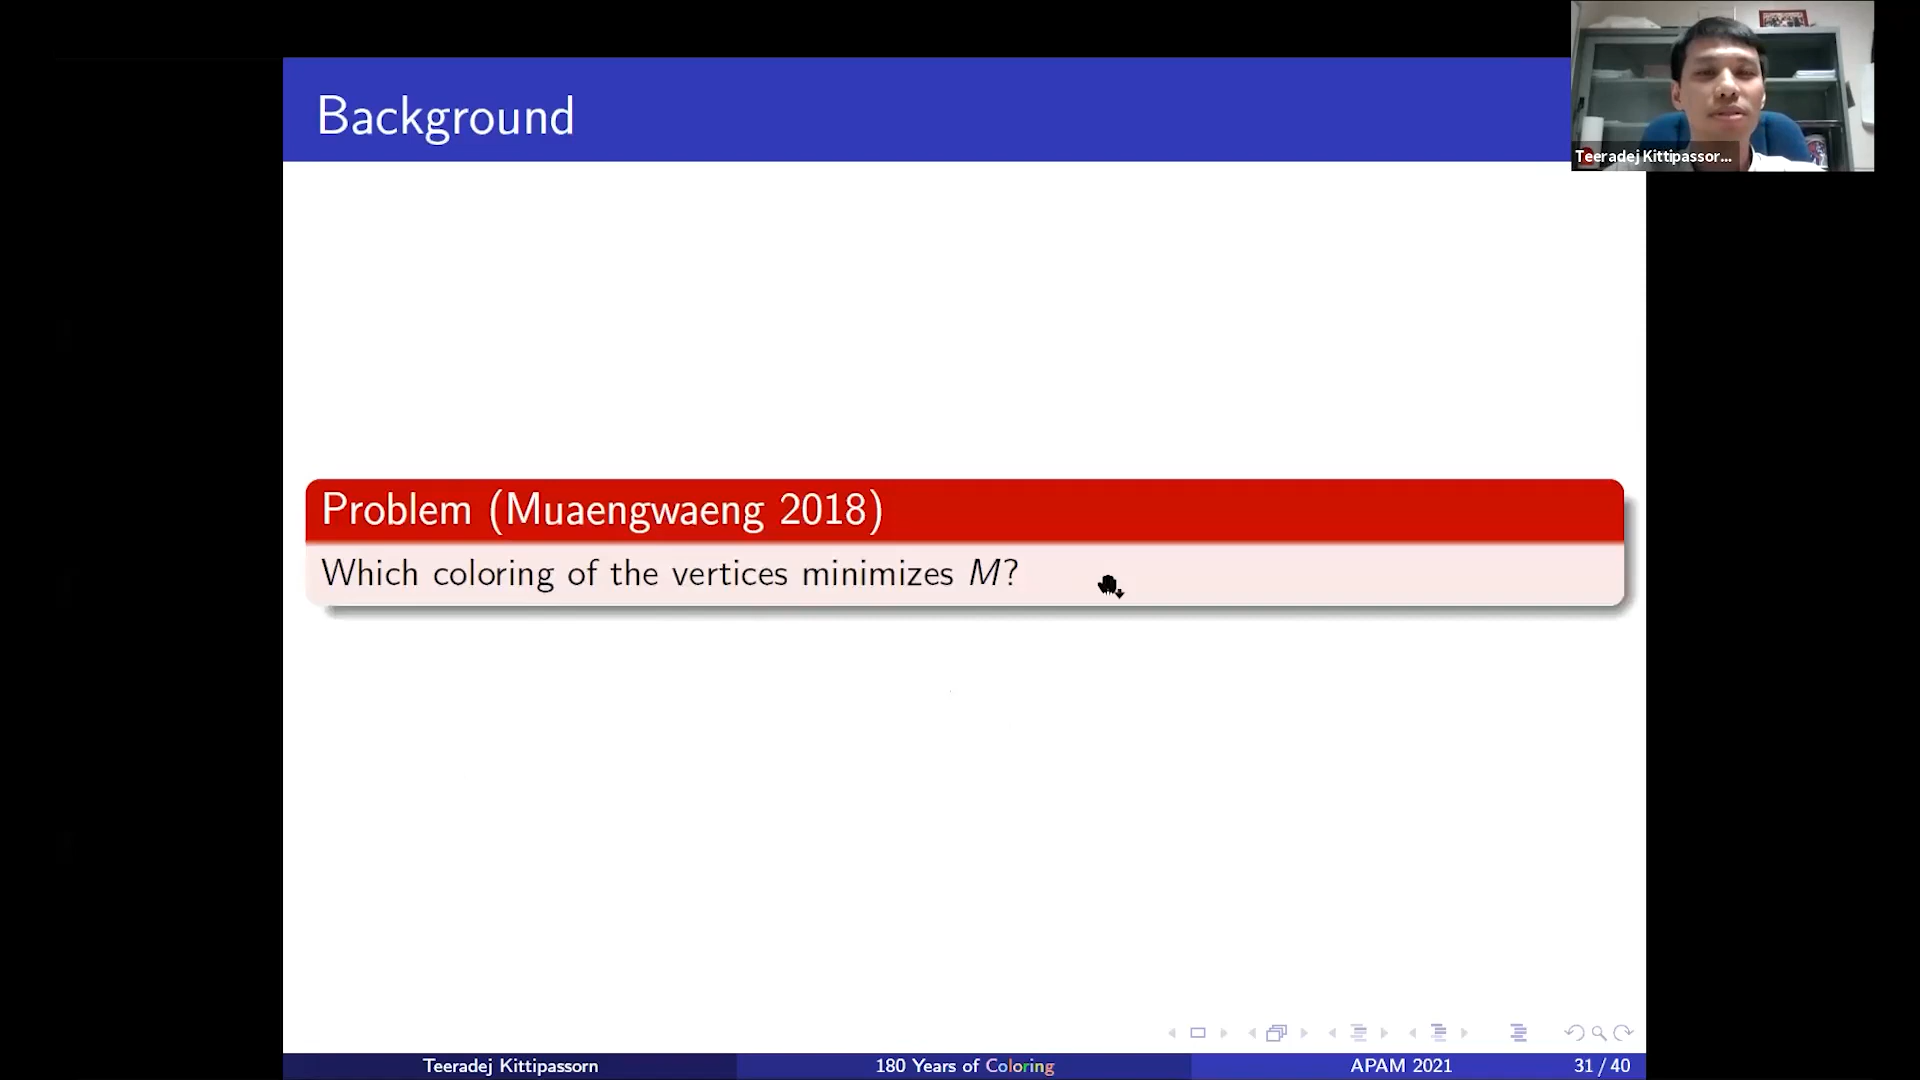 Background
Teeradej Kittipassor...
Problem (Muaengwaeng 2018)
Which coloring of the vertices minimizes M?
Teeradej Kittipassorn
180 Years of Coloring
APAM 2021
31 / 40